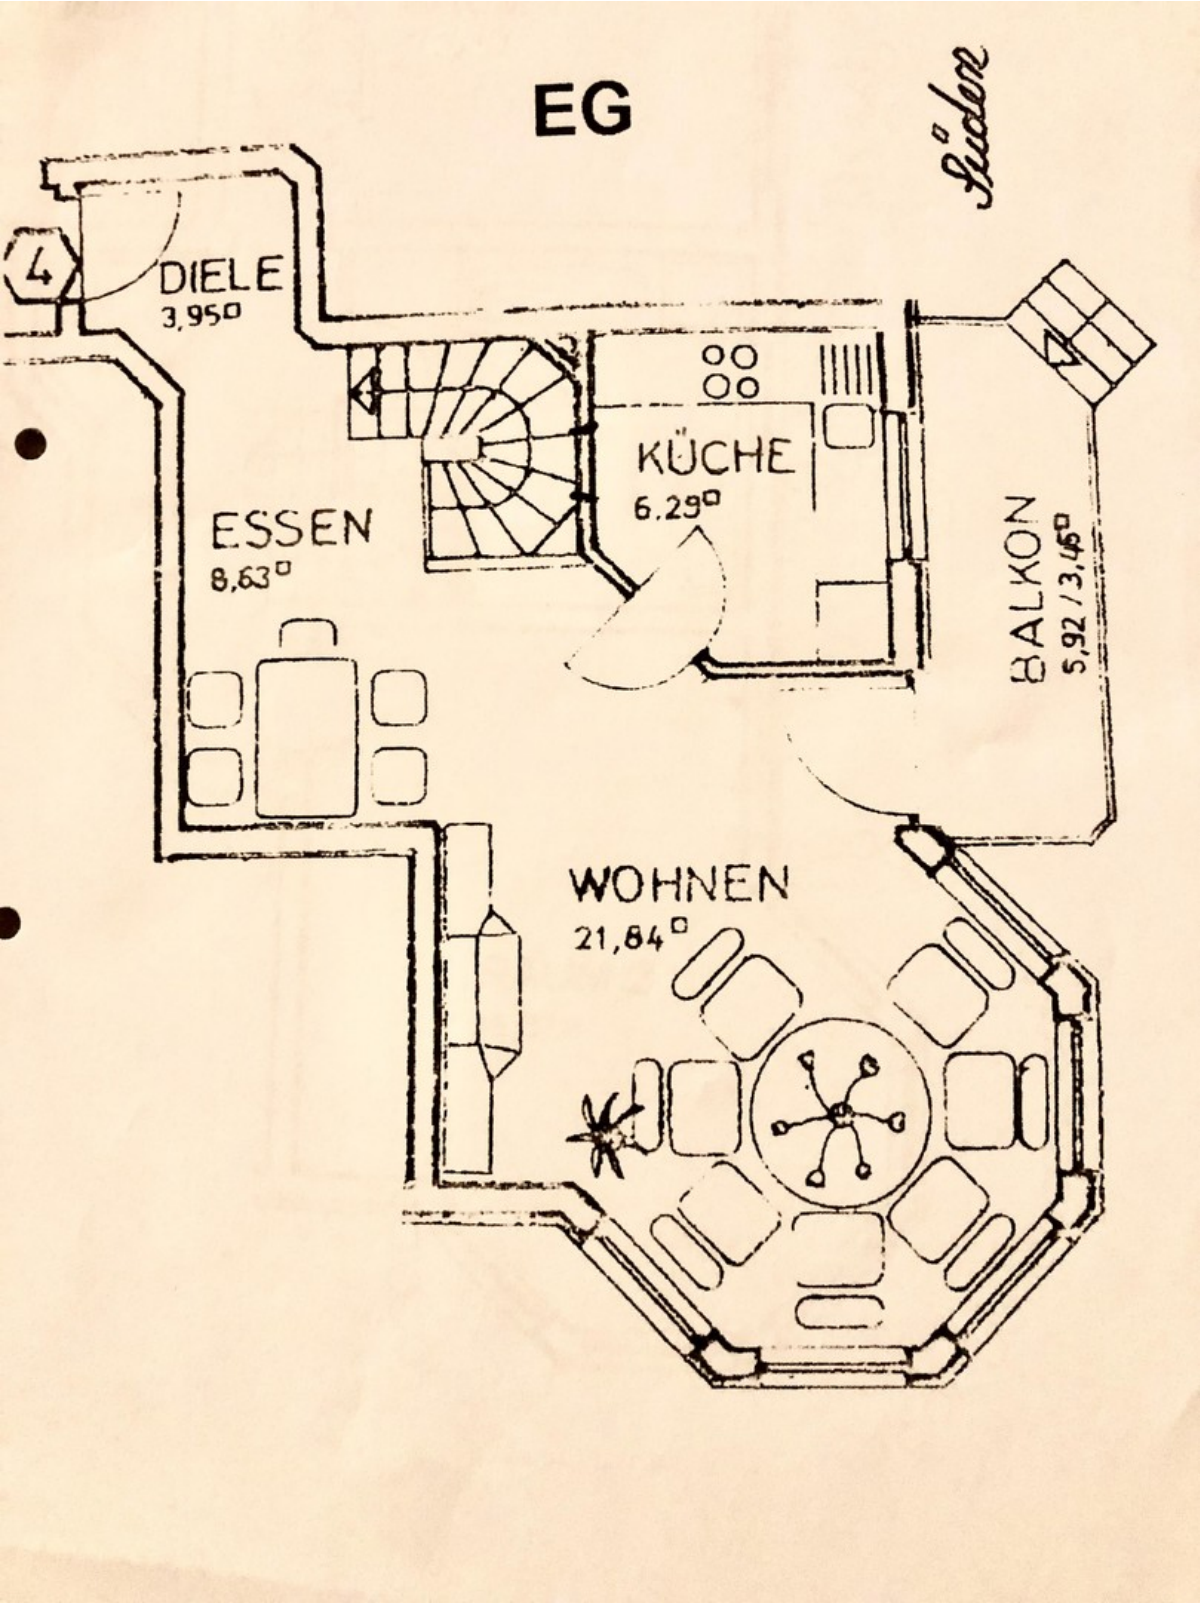 EG
Süden
4
DIELE
3,95□
KÜCHE
6.29□
ESSEN
8,63□
BALKON
5,92 / 3,45□
WOHNEN
21,84□